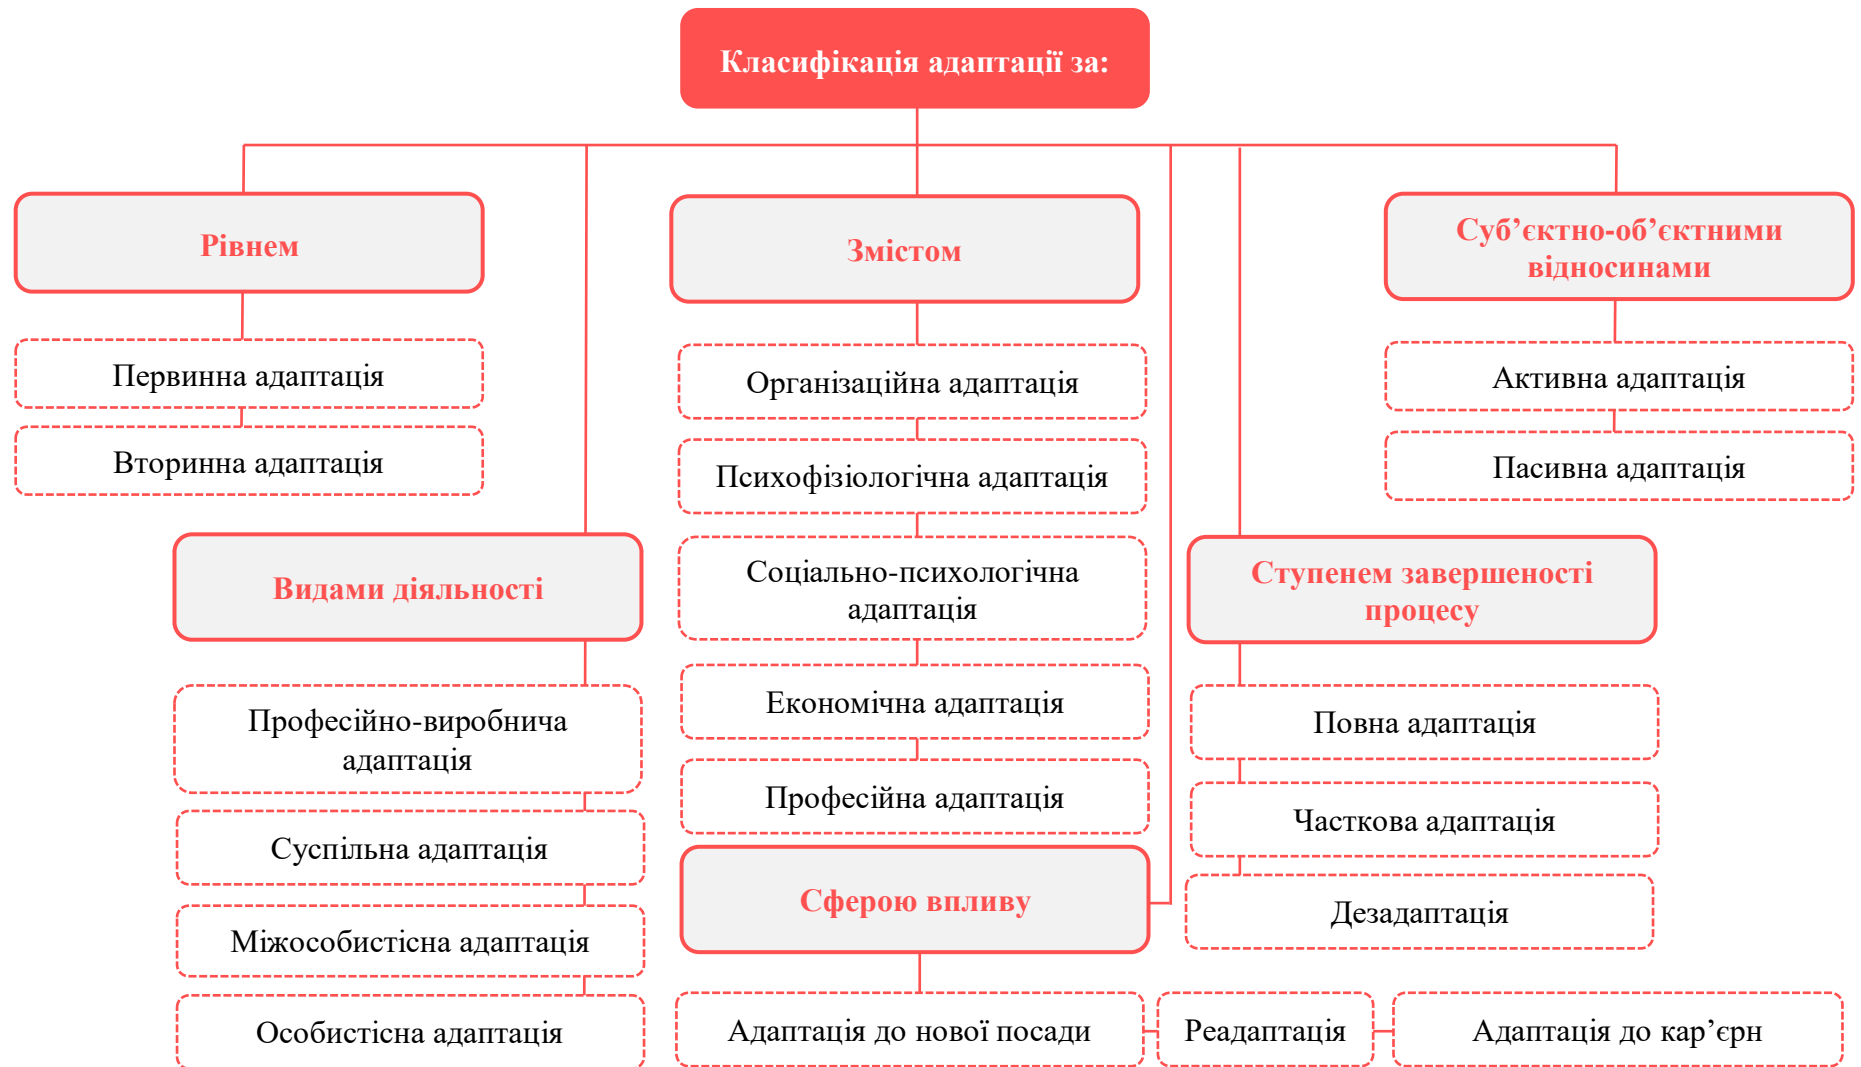 Класифікація адаптації за:
Рівнем
Первинна адаптація
Вторинна адаптація
Змістом
Організаційна адаптація
Психофізіологічна адаптація
Соціально-психологічна
адаптація
Економічна адаптація
Професійна адаптація
Суб’єктно-об’єктними
відносинами
Активна адаптація
Пасивна адаптація
Видами діяльності
Професійно-виробнича
адаптація
Суспільна адаптація
Міжособистісна адаптація
Особистісна адаптація
Ступенем завершеності
процесу
Повна адаптація
Часткова адаптація
Дезадаптація
Сферою впливу
Адаптація до нової посади
Реадаптація
Адаптація до кар’єрн